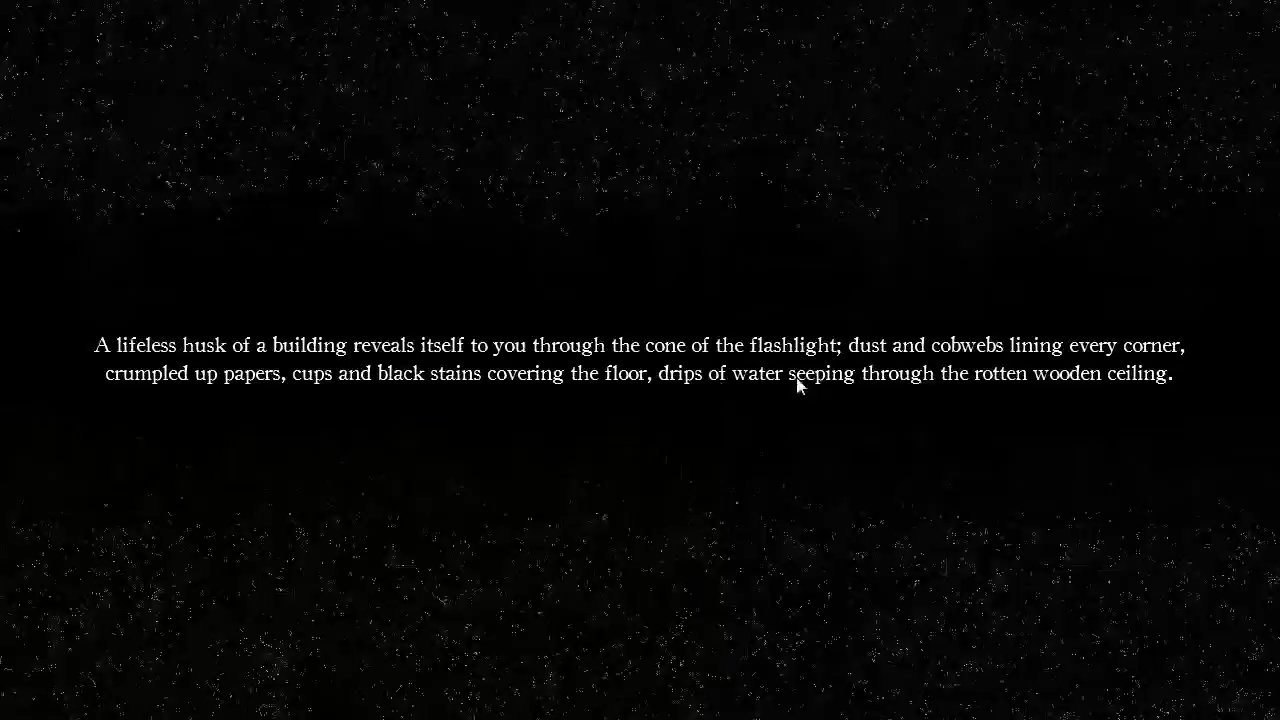 A lifeless husk of a building reveals itself to you through the cone of the flashlight; dust and cobwebs lining every corner,
crumpled up papers, cups and black stains covering the floor, drips of water seeping through the rotten wooden ceiling.